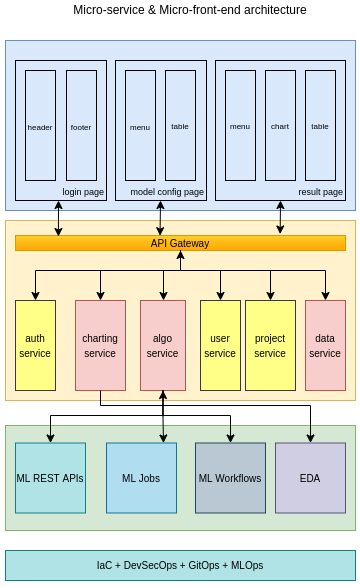 Micro-service & Micro-front-end architecture
header
footer
login page
menu
table
model config page
menu
chart
table
result page
API Gateway
auth
service
charting
service
algo
service
user
service
project
service
data
service
ML REST APIs
ML Jobs
ML Workflows
EDA
IaC + DevSecOps + GitOps + MLOps